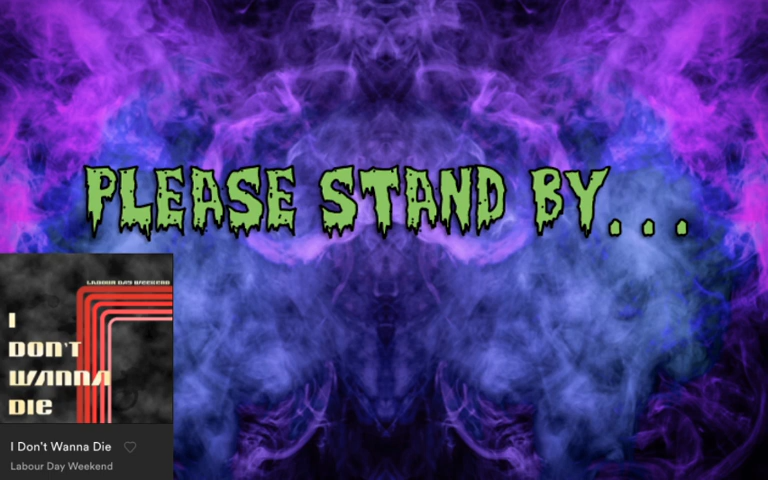 PLEASE STAND BY...
LABOUR DAY WEEKEND
I
DON'T
WANNA
DIE
I Don't Wanna Die
Labour Day Weekend